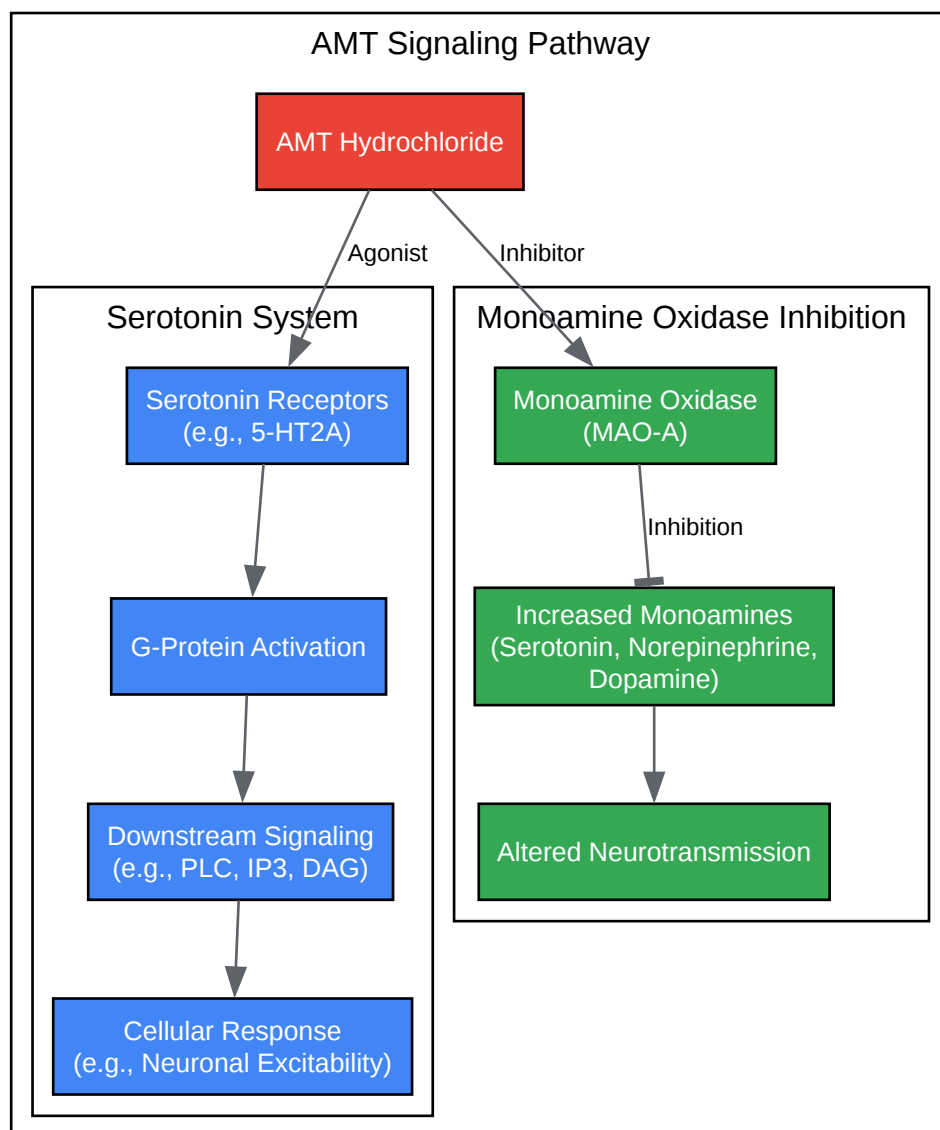 AMT Signaling Pathway
AMT Hydrochloride
Agonist
Inhibitor
Serotonin System
Serotonin Receptors
(e.g., 5-HT2A)
G-Protein Activation
Downstream Signaling
(e.g., PLC, IP3, DAG)
Cellular Response
(e.g., Neuronal Excitability)
Monoamine Oxidase Inhibition
Monoamine Oxidase
(MAO-A)
Inhibition
Increased Monoamines
(Serotonin, Norepinephrine,
Dopamine)
Altered Neurotransmission